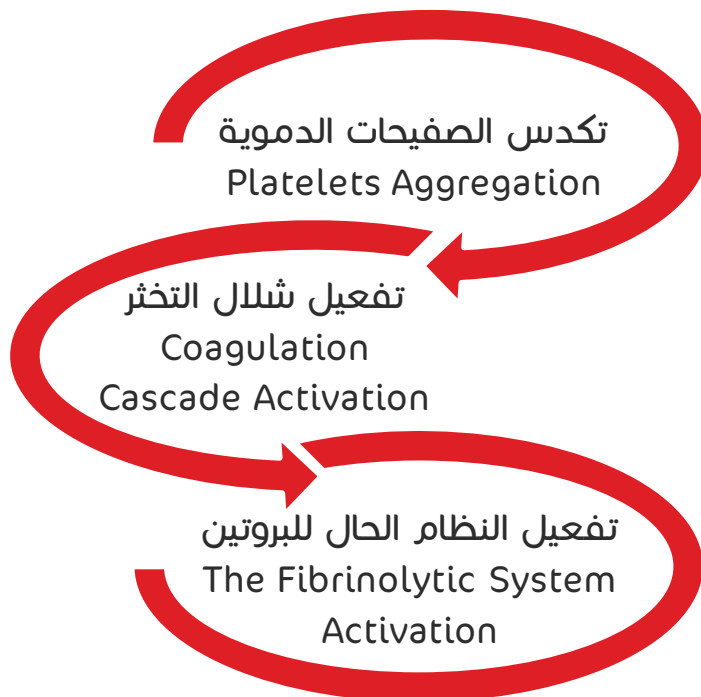 تكدس الصفيحات الدموية
Platelets Aggregation
تفعيل شلال التخثر
Coagulation
Cascade Activation
تفعيل النظام الحال للبروتين
The Fibrinolytic System
Activation